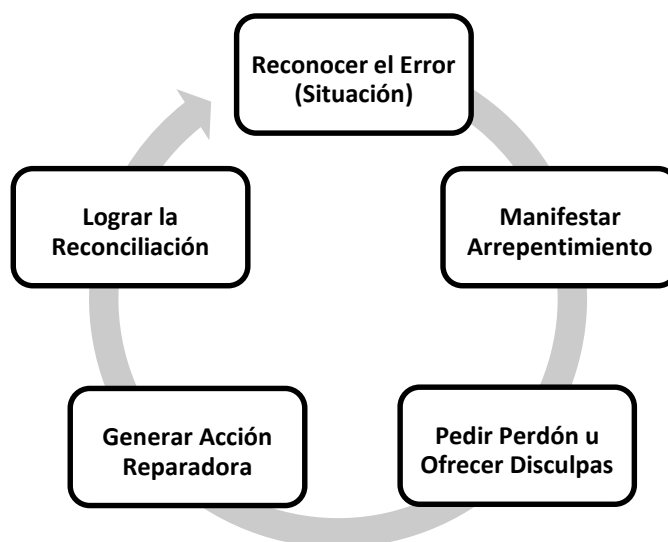 Reconocer el Error
(Situación)
Manifestar
Arrepentimiento
Pedir Perdón u
Ofrecer Disculpas
Generar Acción
Reparadora
Lograr la
Reconciliación